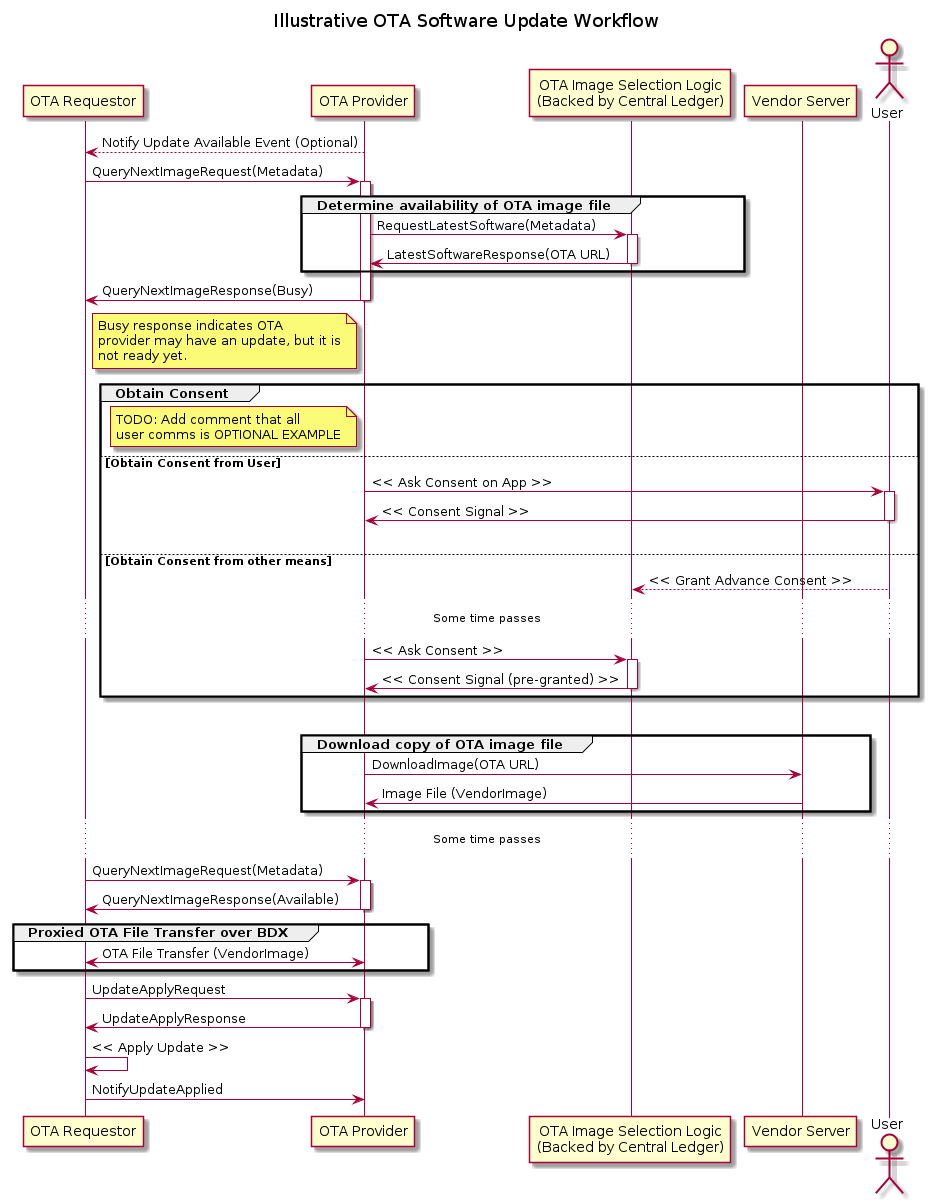 Illustrative OTA Software Update Workflow
OTA Requestor
OTA Provider
OTA Image Selection Logic
(Backed by Central Ledger)
Vendor Server
User
Notify Update Available Event (Optional)
QueryNextImageRequest(Metadata)
Determine availability of OTA image file
RequestLatestSoftware(Metadata)
LatestSoftwareResponse(OTA URL)
QueryNextImageResponse(Busy)
Busy response indicates OTA
provider may have an update, but it is
not ready yet.
Obtain Consent
TODO: Add comment that all
user comms is OPTIONAL EXAMPLE
[Obtain Consent from User]
<< Ask Consent on App >>
<< Consent Signal >>
[Obtain Consent from other means]
<< Grant Advance Consent >>
Some time passes
<< Ask Consent >>
<< Consent Signal (pre-granted) >>
Download copy of OTA image file
DownloadImage(OTA URL)
Image File (VendorImage)
Some time passes
QueryNextImageRequest(Metadata)
QueryNextImageResponse(Available)
Proxied OTA File Transfer over BDX
OTA File Transfer (VendorImage)
UpdateApplyRequest
UpdateApplyResponse
<< Apply Update >>
NotifyUpdateApplied
OTA Requestor
OTA Provider
OTA Image Selection Logic
(Backed by Central Ledger)
Vendor Server
User